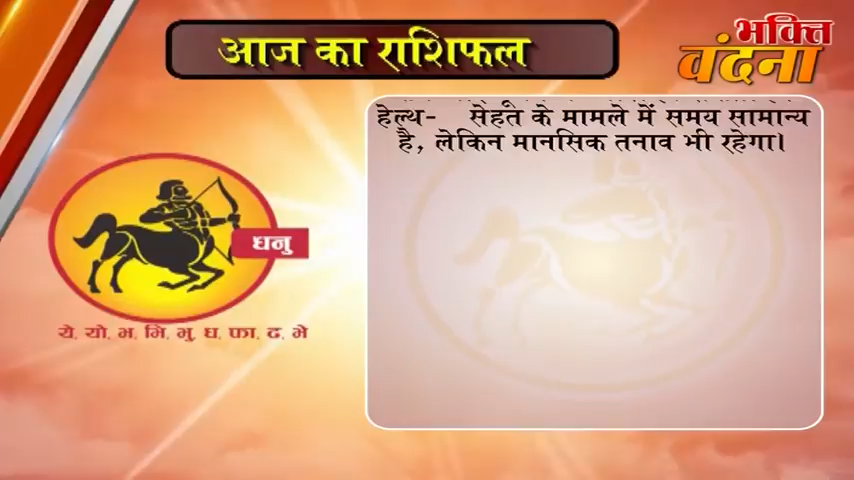 आज का राशिफल
भक्ति
वंदना
हेल्थ- सेहत के मामले में समय सामान्य
है, लेकिन मानसिक तनाव भी रहेगा।
धनु
ये, यो, भ, भि, भु, ध, फा, ढ, भे